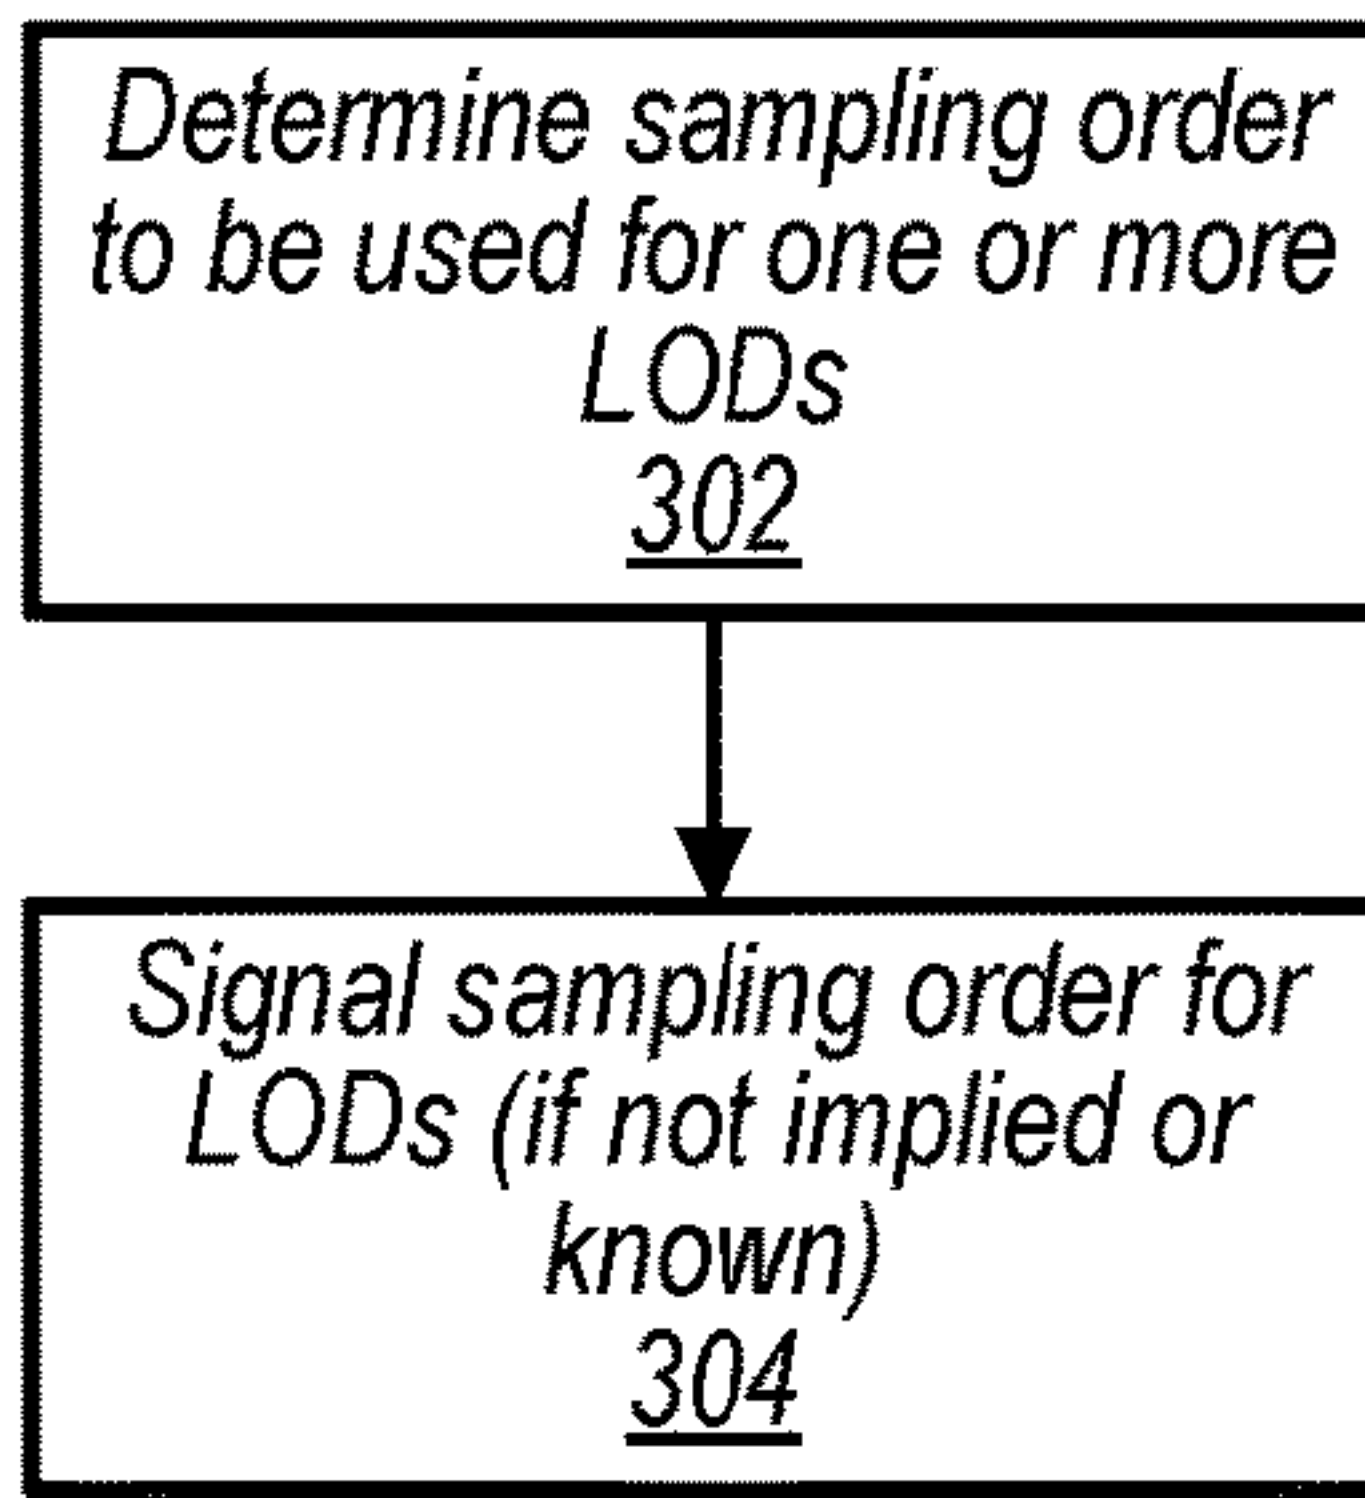 Determine sampling order
to be used for one or more
LODs
302
Signal sampling order for
LODs (if not implied or
known)
304